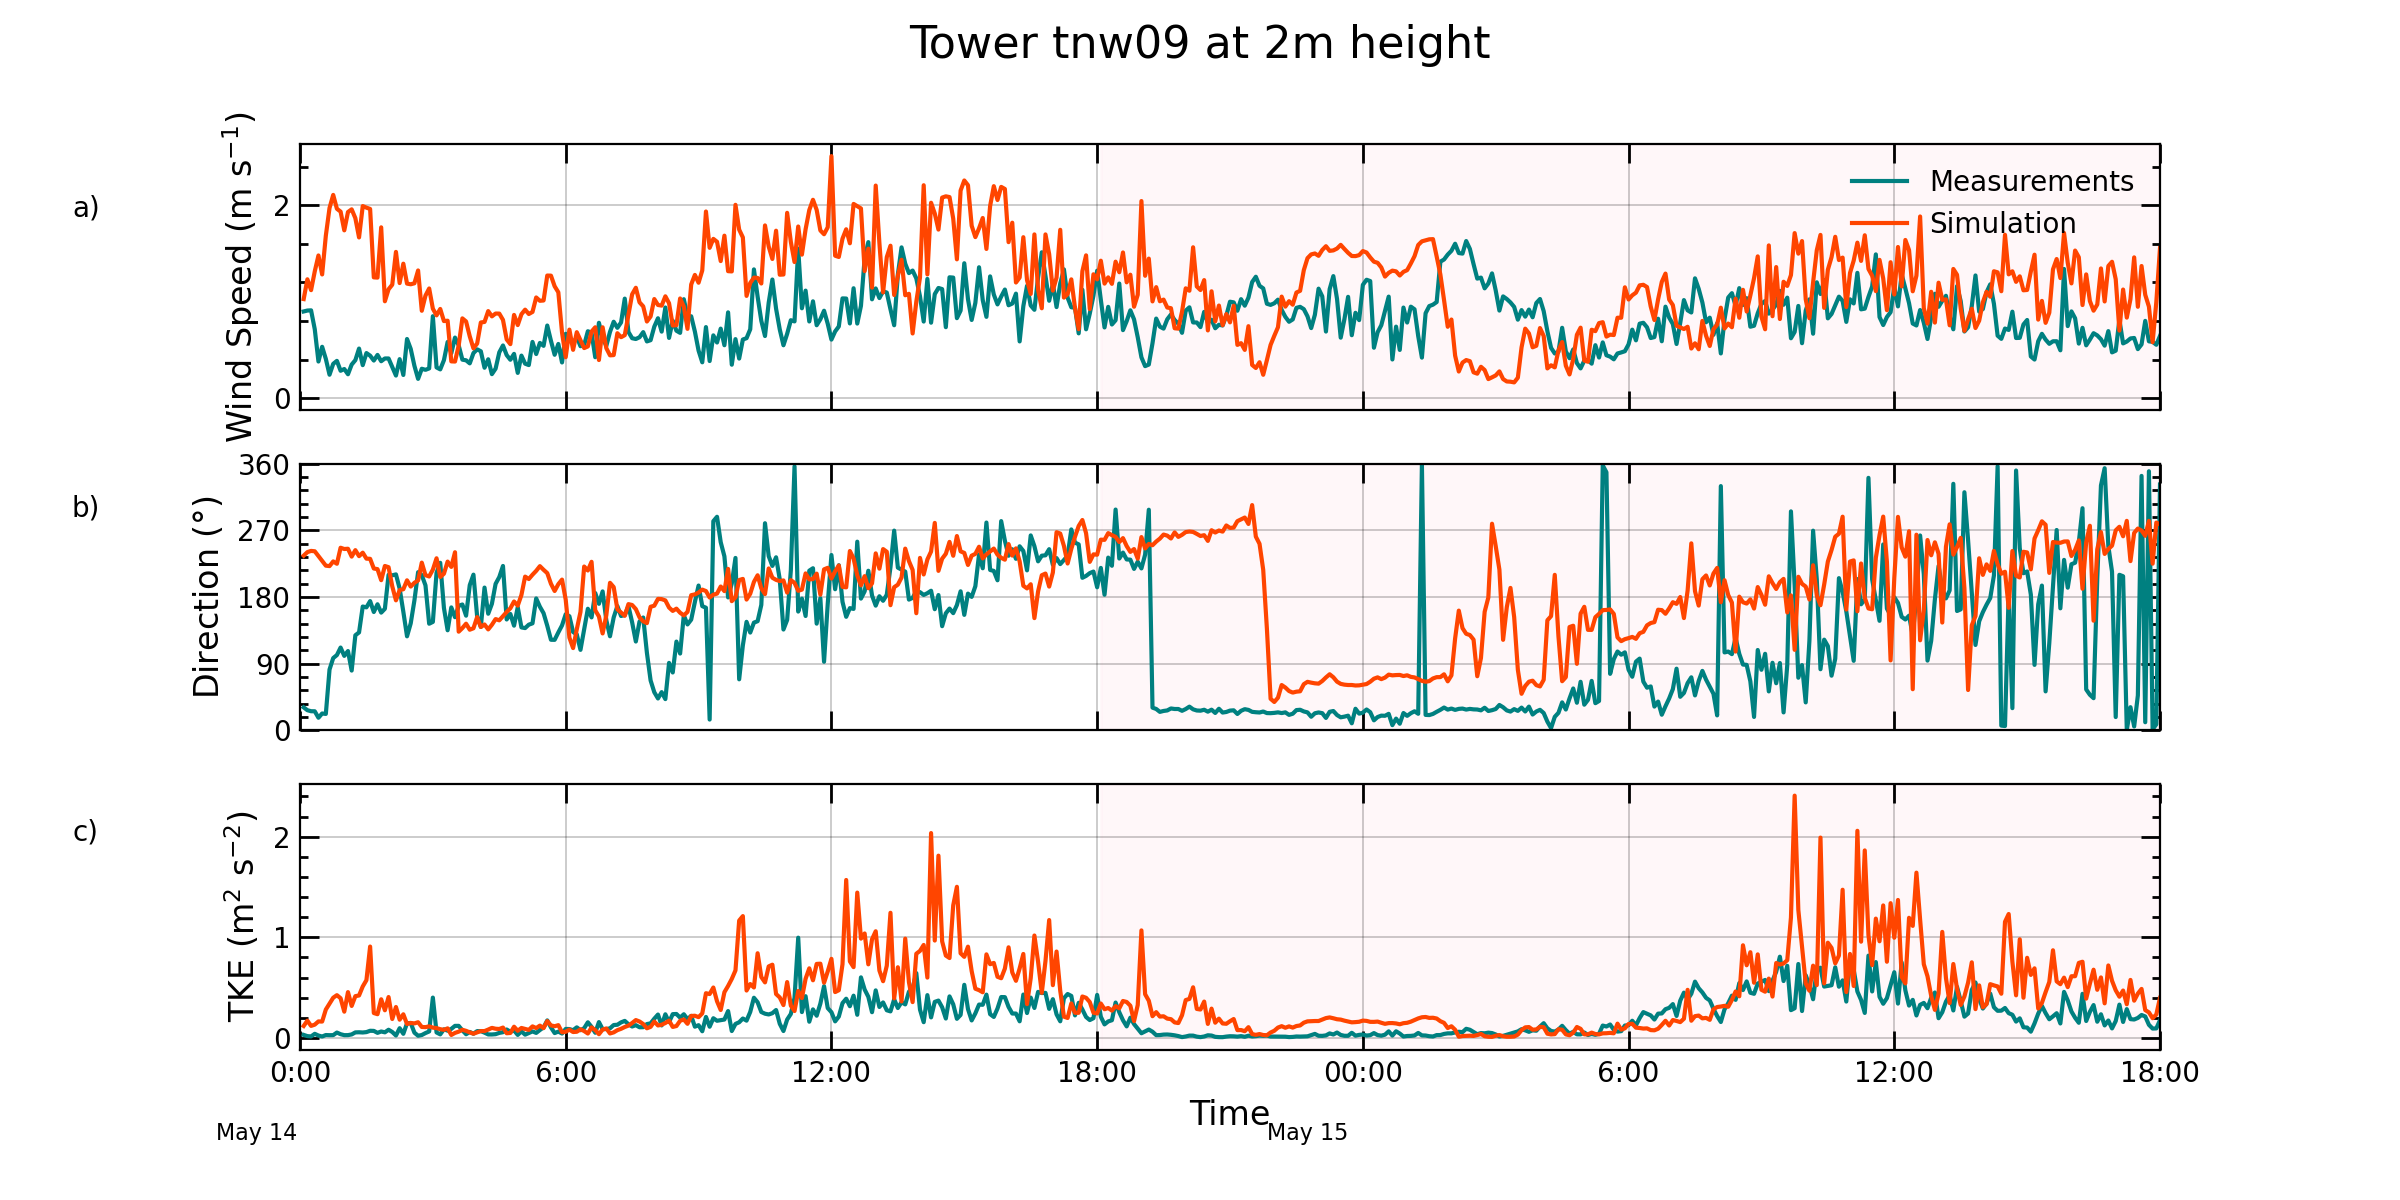 Tower tnw09 at 2m height
a)
Wind Speed (m s⁻¹)
2
0
Measurements
Simulation
b)
Direction (°)
360
270
180
90
0
c)
TKE (m² s⁻²)
2
1
0
0:00 6:00 12:00 18:00 00:00 6:00 12:00 18:00
Time
May 14 May 15